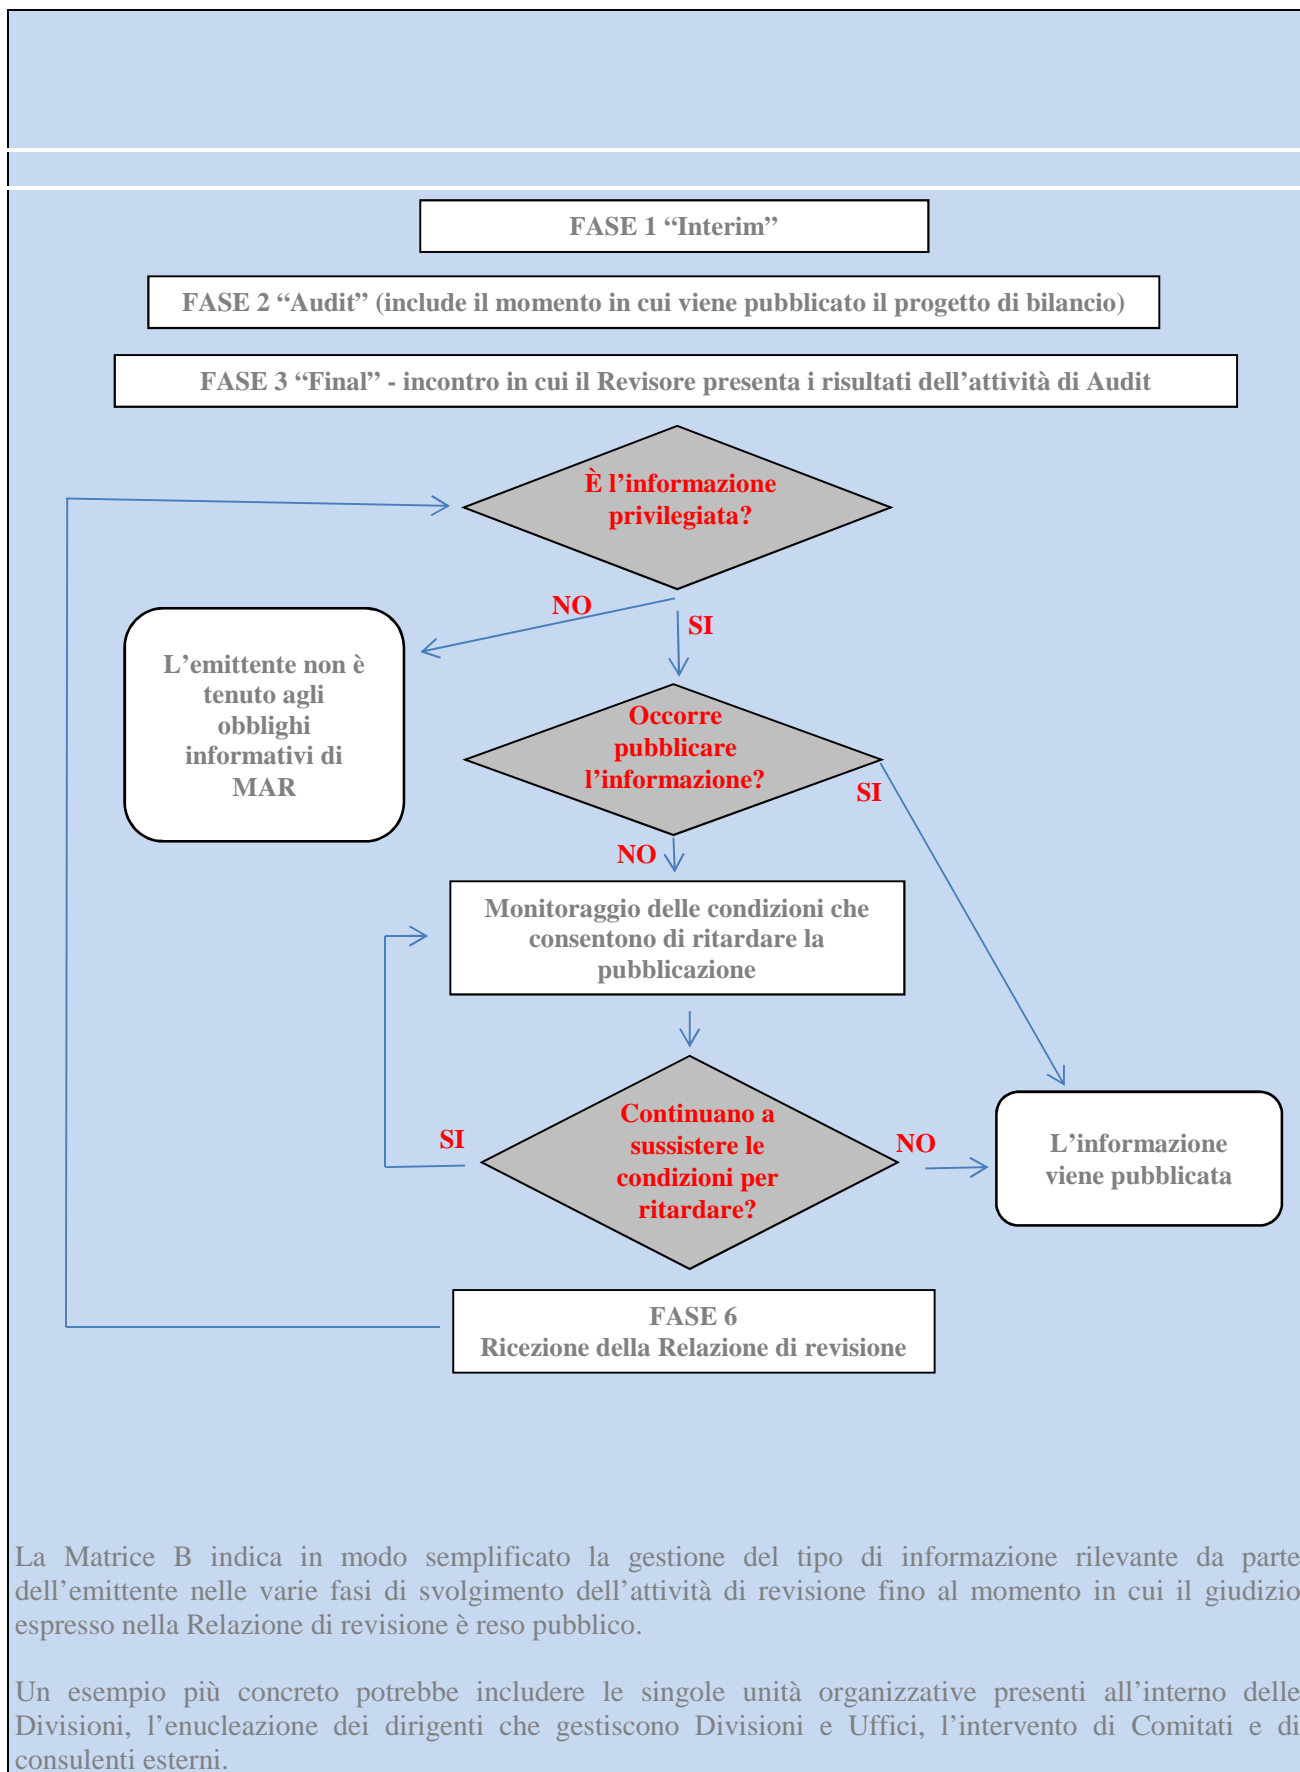 FASE 1 “Interim”
FASE 2 “Audit” (include il momento in cui viene pubblicato il progetto di bilancio)
FASE 3 “Final” - incontro in cui il Revisore presenta i risultati dell’attività di Audit
È l’informazione
privilegiata?
NO
SI
L’emittente non è
tenuto agli
obblighi
informativi di
MAR
Occorre
pubblicare
l’informazione?
SI
NO
Monitoraggio delle condizioni che
consentono di ritardare la
pubblicazione
Continuano a
sussistere le
condizioni per
ritardare?
SI
NO
L’informazione
viene pubblicata
FASE 6
Ricezione della Relazione di revisione
La Matrice B indica in modo semplificato la gestione del tipo di informazione rilevante da parte
dell’emittente nelle varie fasi di svolgimento dell’attività di revisione fino al momento in cui il giudizio
espresso nella Relazione di revisione è reso pubblico.
Un esempio più concreto potrebbe includere le singole unità organizzative presenti all’interno delle
Divisioni, l’enucleazione dei dirigenti che gestiscono Divisioni e Uffici, l’intervento di Comitati e di
consulenti esterni.